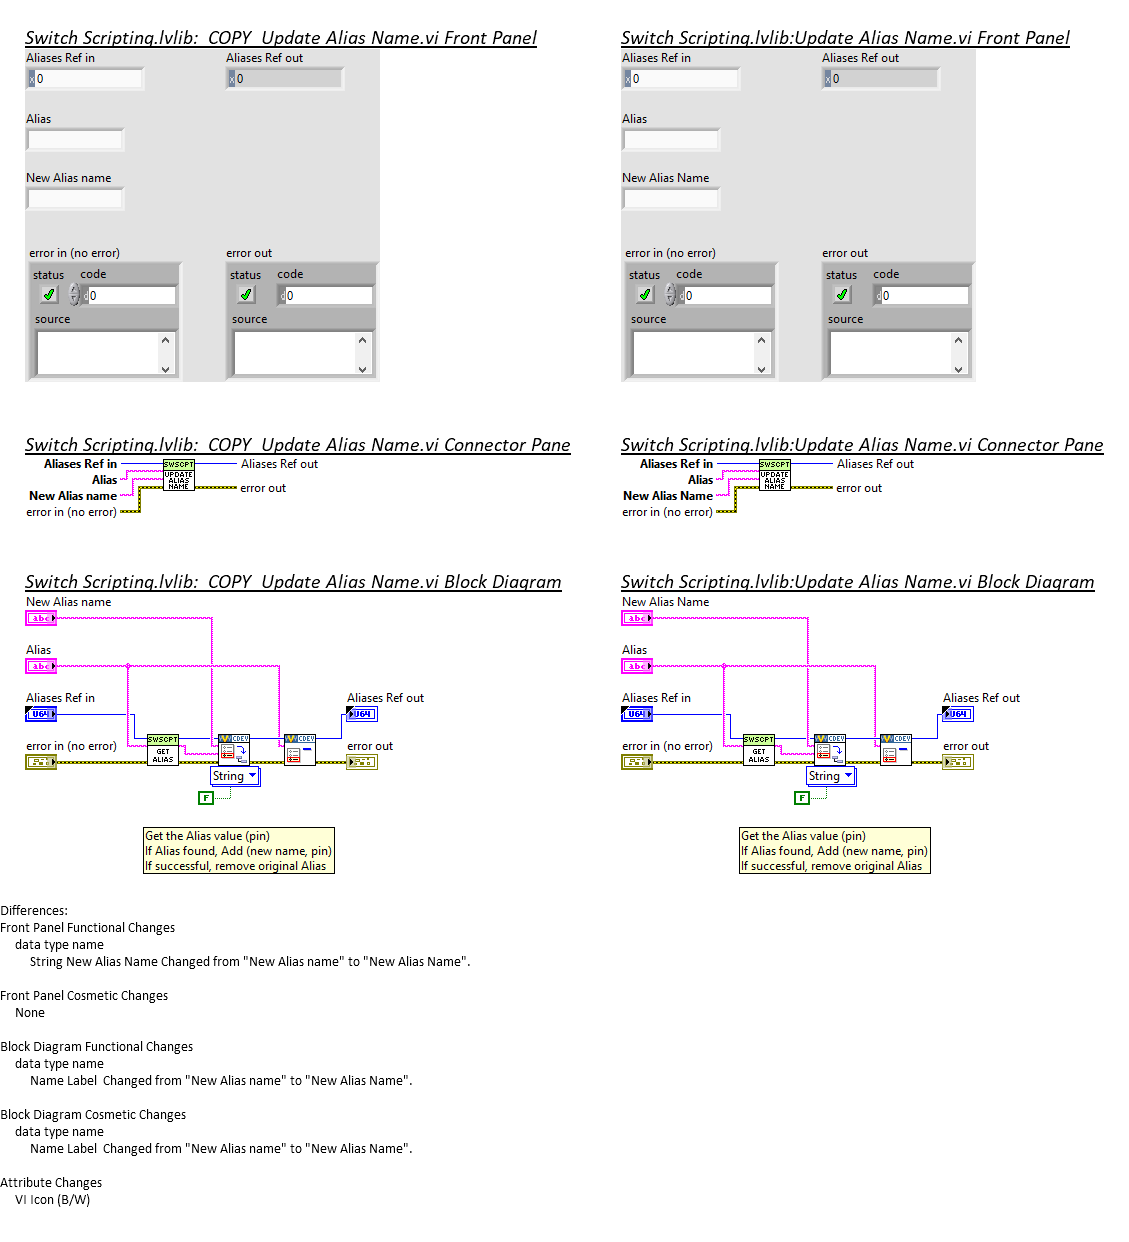 Switch Scripting.lvlib:  COPY  Update Alias Name.vi Front Panel
Aliases Ref in
Aliases Ref out
x 0
x 0
Alias
New Alias name
error in (no error)
error out
status code
status code
d 0
d 0
source
source
Switch Scripting.lvlib:Update Alias Name.vi Front Panel
Aliases Ref in
Aliases Ref out
x 0
x 0
Alias
New Alias Name
error in (no error)
error out
status code
status code
d 0
d 0
source
source
Switch Scripting.lvlib:  COPY  Update Alias Name.vi Connector Pane
Aliases Ref in
Alias
New Alias name
error in (no error)
SWSCPT
UPDATE
ALIAS
NAME
Aliases Ref out
error out
Switch Scripting.lvlib:Update Alias Name.vi Connector Pane
Aliases Ref in
Alias
New Alias Name
error in (no error)
SWSCPT
UPDATE
ALIAS
NAME
Aliases Ref out
error out
Switch Scripting.lvlib:  COPY  Update Alias Name.vi Block Diagram
New Alias name
abc
Alias
abc
Aliases Ref in
U64
error in (no error)
SWSCPT
GET
ALIAS
CDEV
String
F
CDEV
Aliases Ref out
U64
error out
Get the Alias value (pin)
If Alias found, Add (new name, pin)
If successful, remove original Alias
Switch Scripting.lvlib:Update Alias Name.vi Block Diagram
New Alias Name
abc
Alias
abc
Aliases Ref in
U64
error in (no error)
SWSCPT
GET
ALIAS
CDEV
String
F
CDEV
Aliases Ref out
U64
error out
Get the Alias value (pin)
If Alias found, Add (new name, pin)
If successful, remove original Alias
Differences:
Front Panel Functional Changes
data type name
String New Alias Name Changed from "New Alias name" to "New Alias Name".
Front Panel Cosmetic Changes
None
Block Diagram Functional Changes
data type name
Name Label  Changed from "New Alias name" to "New Alias Name".
Block Diagram Cosmetic Changes
data type name
Name Label  Changed from "New Alias name" to "New Alias Name".
Attribute Changes
VI Icon (B/W)